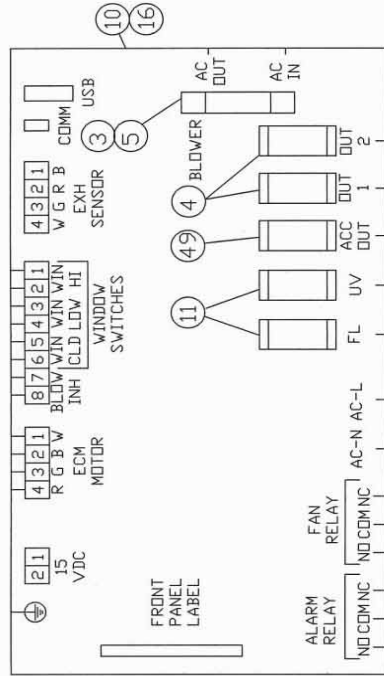 10 16
2 1
15
VDC
4 3 2 1
R G B W
ECM
MOTOR
8 7 6 5 4 3 2 1
BLOW WIN WIN WIN
INH CLD LOW HI
WINDOW
SWITCHES
4 3 2 1
W G R B
EXH
SENSOR
COMM
USB
3
5
FRONT
PANEL
LABEL
11
49
4
BLOWER
AC
OUT
AC
IN
ALARM
RELAY
NO COM NC
FAN
RELAY
NO COM NC
AC-N AC-L
FL
UV
ACC
OUT
OUT
1
OUT
2